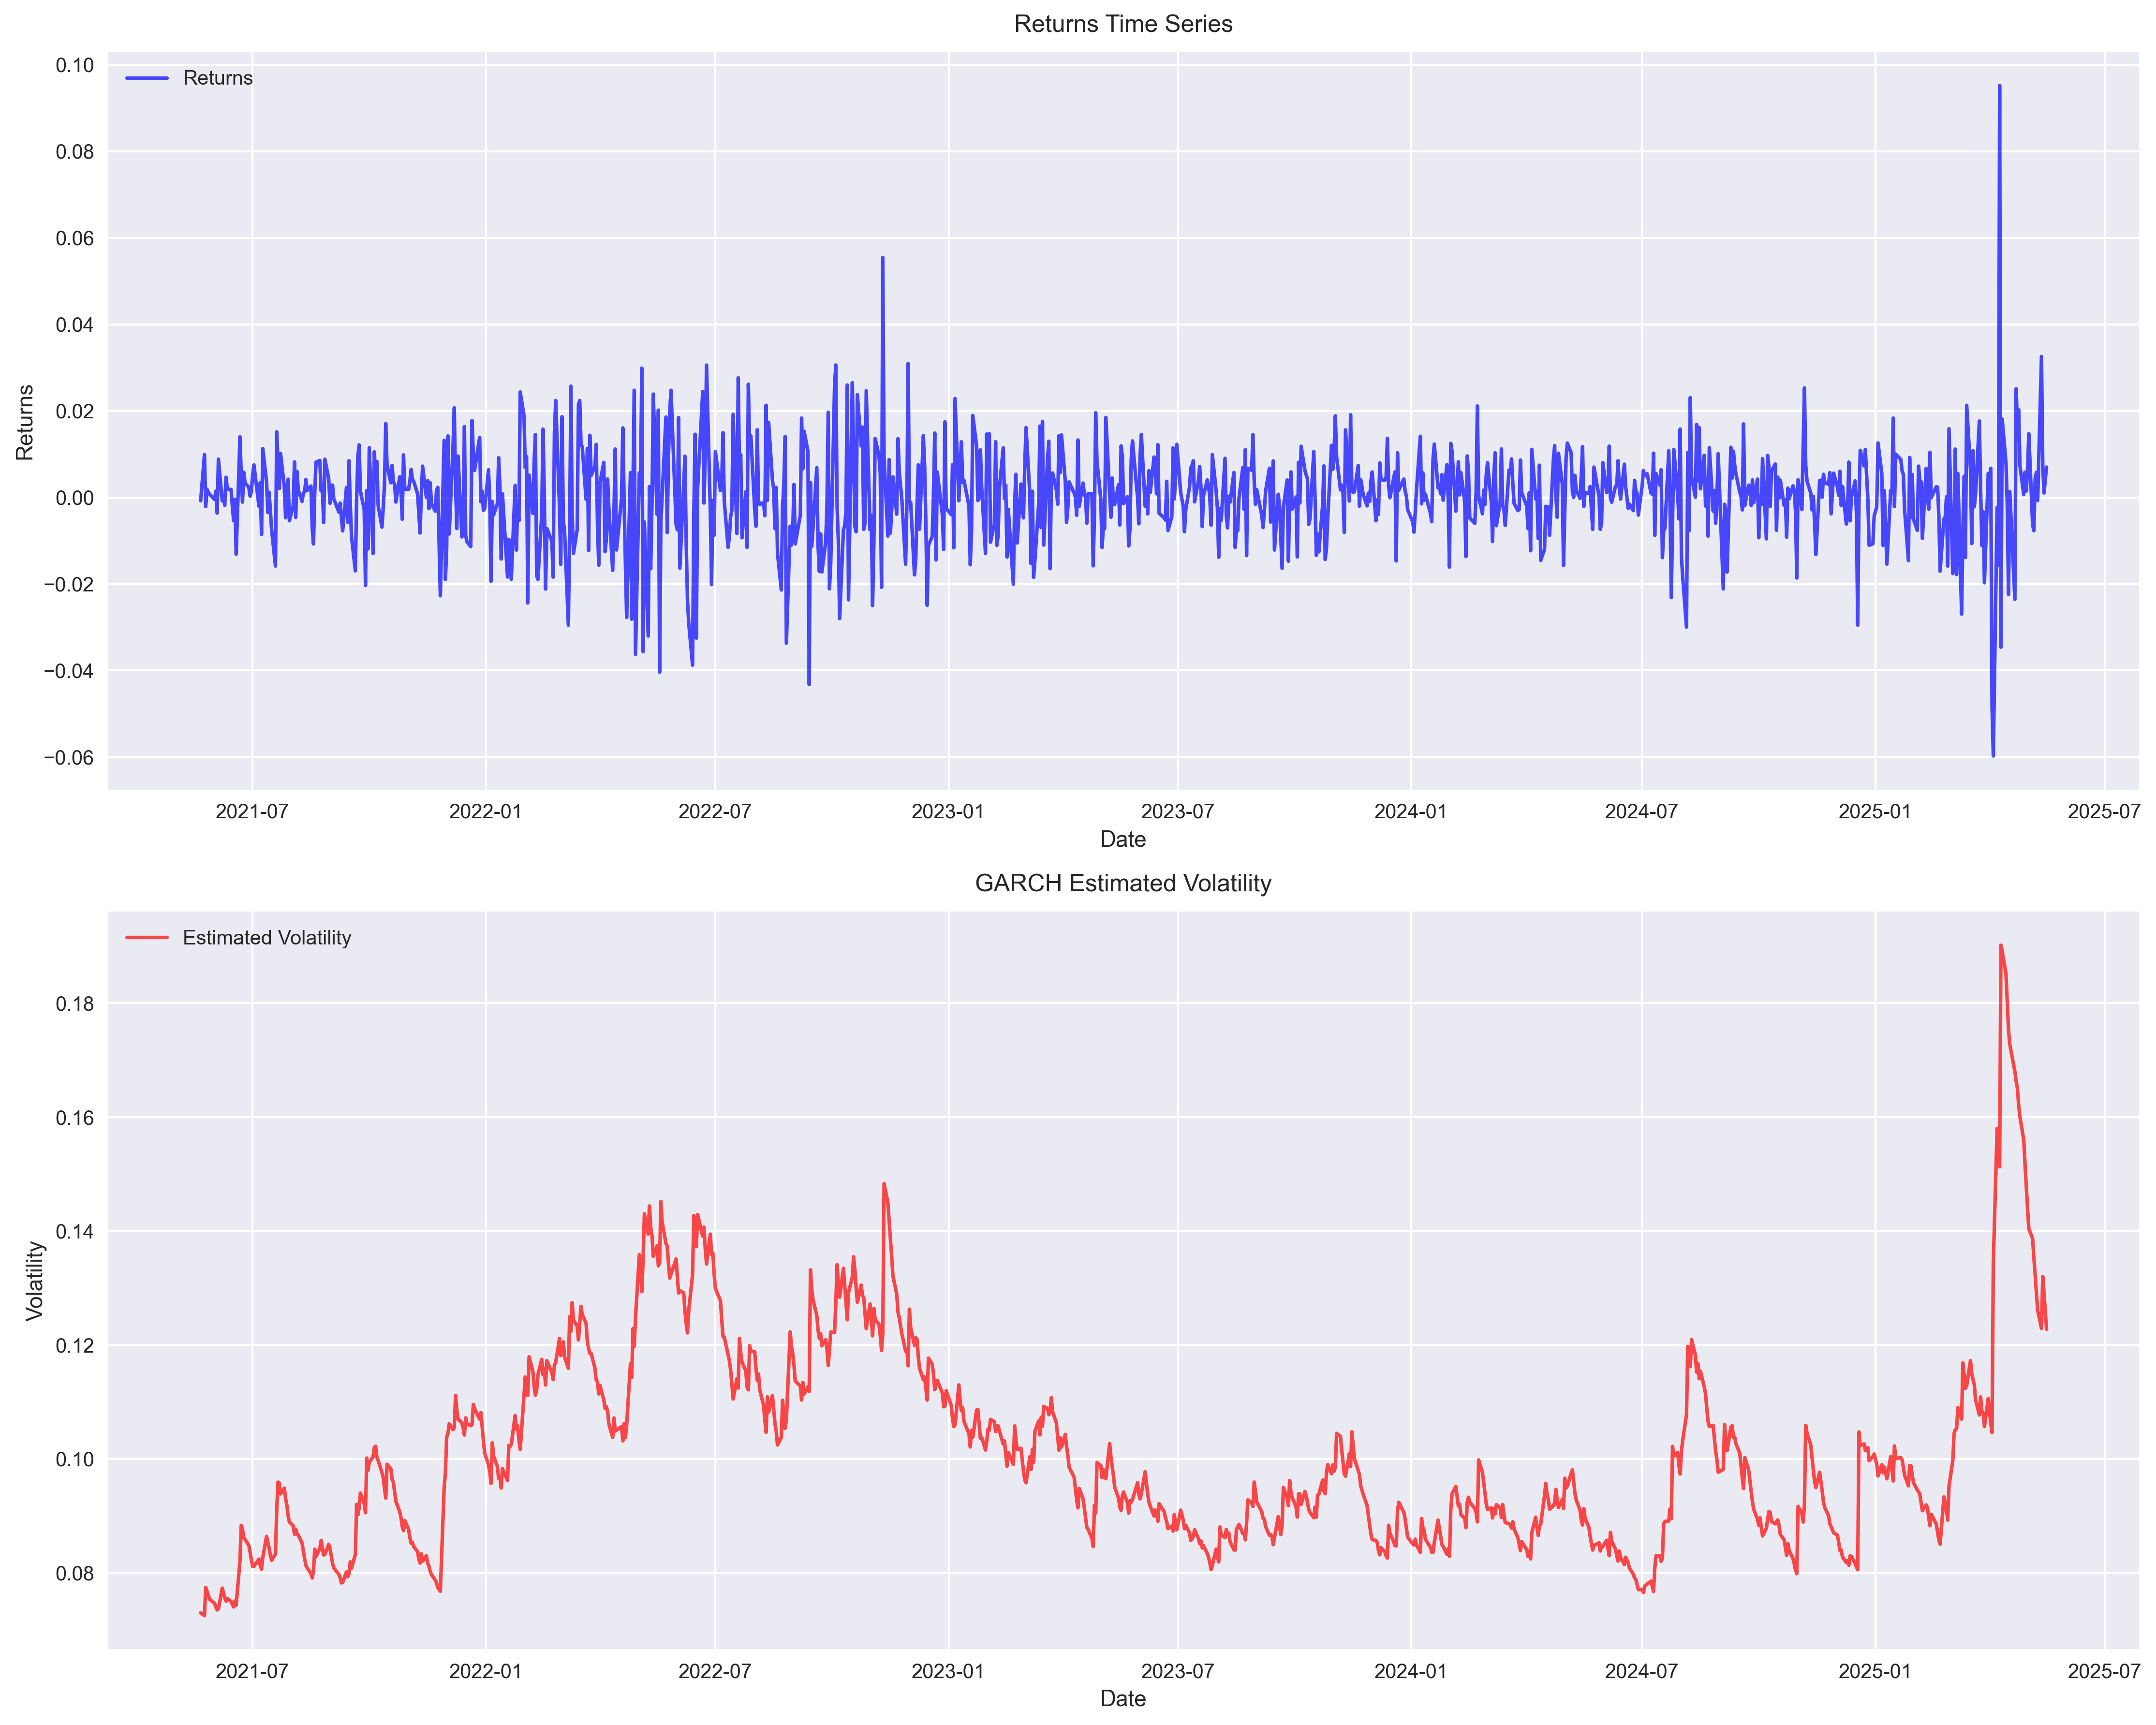 Returns Time Series
Returns
0.10
0.08
0.06
0.04
0.02
0.00
−0.02
−0.04
−0.06
Returns
2021-07 2022-01 2022-07 2023-01 2023-07 2024-01 2024-07 2025-01 2025-07
Date
GARCH Estimated Volatility
Estimated Volatility
0.18
0.16
0.14
0.12
0.10
0.08
Volatility
2021-07 2022-01 2022-07 2023-01 2023-07 2024-01 2024-07 2025-01 2025-07
Date